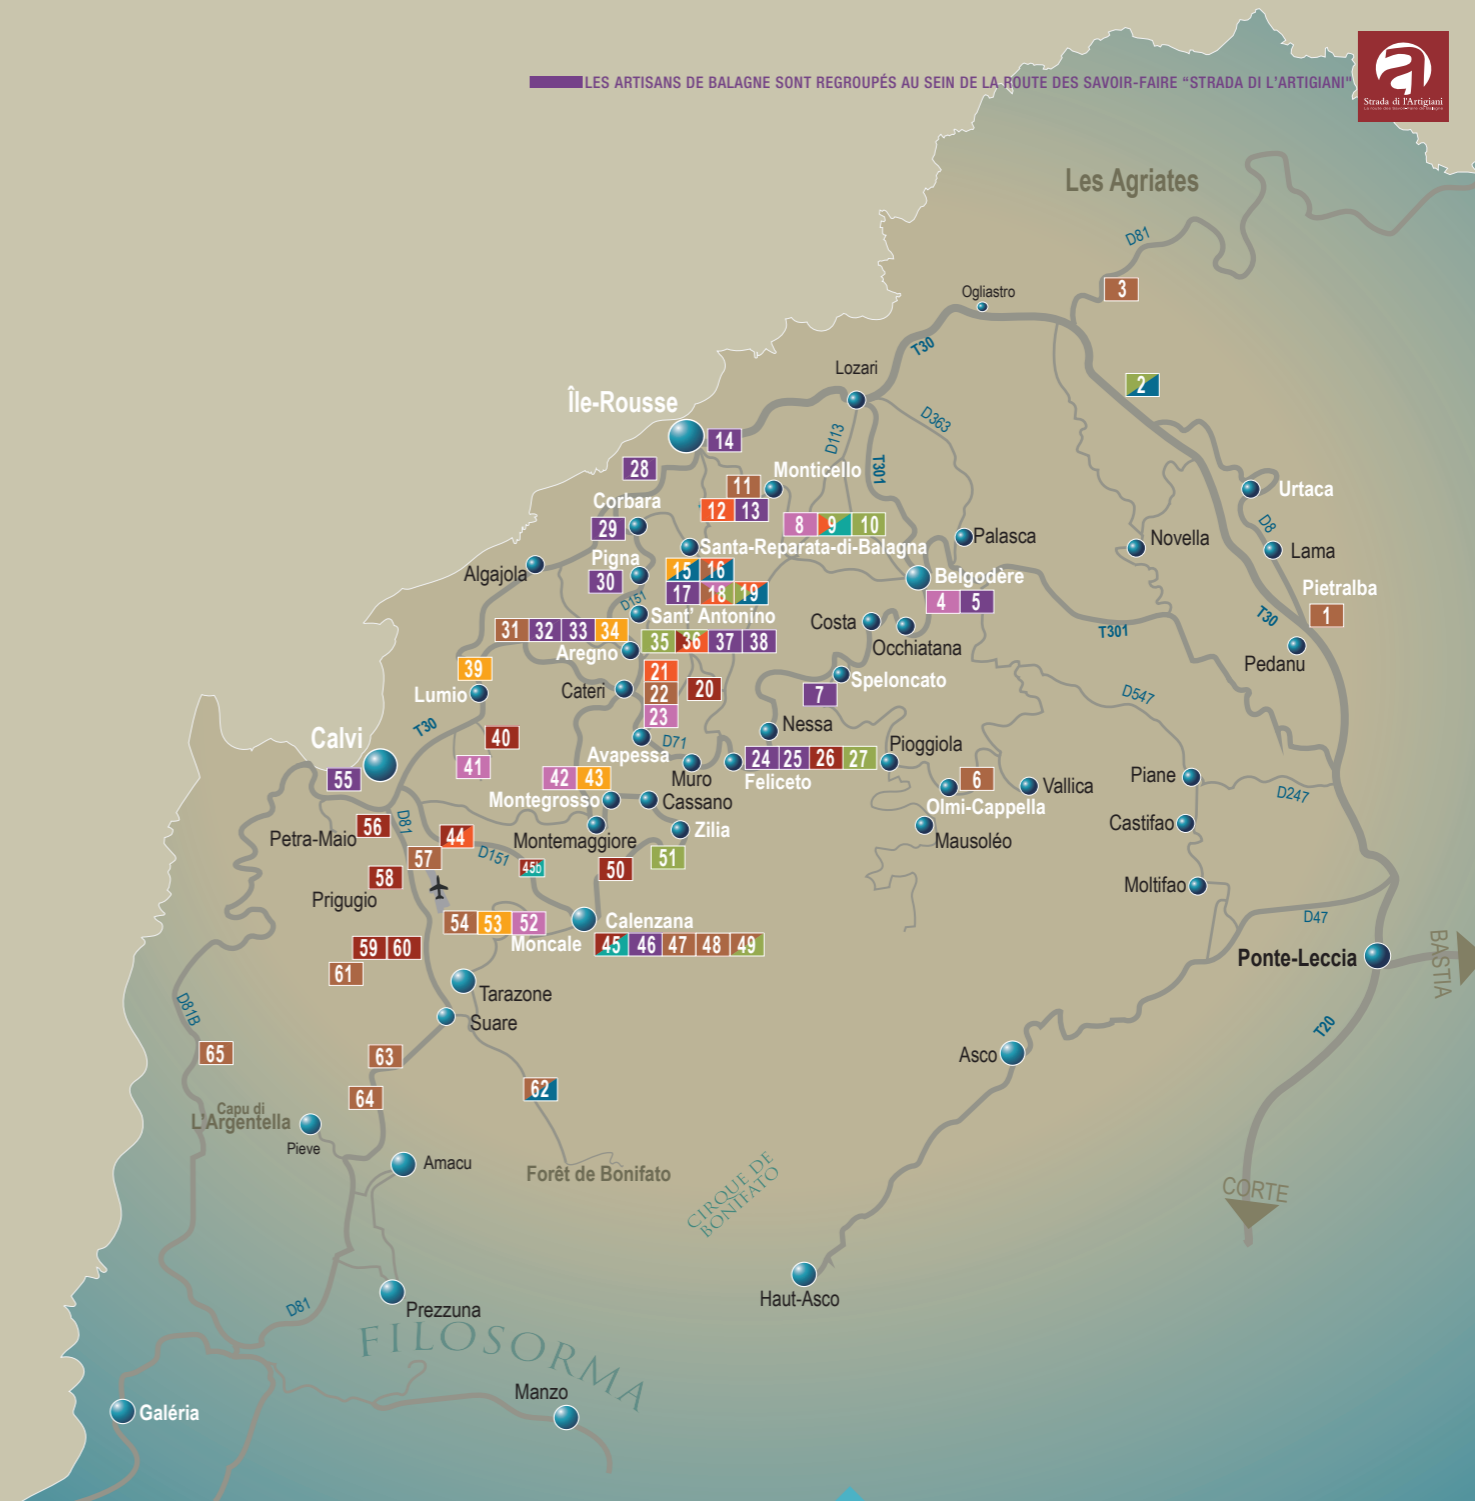 LES ARTISANS DE BALAGNE SONT REGROUPÉS AU SEIN DE LA ROUTE DES SAVOIR-FAIRE “STRADA DI L’ARTIGIANI"
a
Strada di l'Artigiani
Les Agriates
D81
3
Ogliastro
T30
Lozari
2
Île-Rousse
14
D113
D363
T301
28
Monticello
11
12 13
Corbara
29
8 9 10
Urtaca
D8
Lama
Novella
Palasca
Santa-Reparata-di-Balagna
Pigna
30
15 16
17 18 19
Algajola
D151
Belgodère
4 5
Pietralba
1
T30
Sant' Antonino
31 32 33 34
Aregno
35 36 37 38
Costa
Occhiatana
T301
Pedanu
39
Lumio
Cateri
21
22
23
20
Speloncato
7
D547
T30
40
41
Calvi
55
Avapessa
D71
Muro
Nessa
Feliceto
24 25 26 27
Pioggiola
6
Olmi-Cappella
Vallica
Piane
D247
42 43
Montegrosso
Cassano
Montemaggiore
Zilia
51
50
Mausoléo
Castifao
Moltifao
56
Petra-Maio
D81
44
57
D151
45b
58
Prigugio
54 53 52
Moncale
Calenzana
45 46 47 48 49
D47
Ponte-Leccia
BASTIA
59 60
61
Tarazone
Suare
D81B
65
63
64
62
Asco
T20
Capu di
L'Argentella
Pieve
Amacu
Forêt de Bonifato
CIRQUE DE
BONIFATO
CORTE
Haut-Asco
D81
Prezzuna
FILOSORMA
Manzo
Galéria